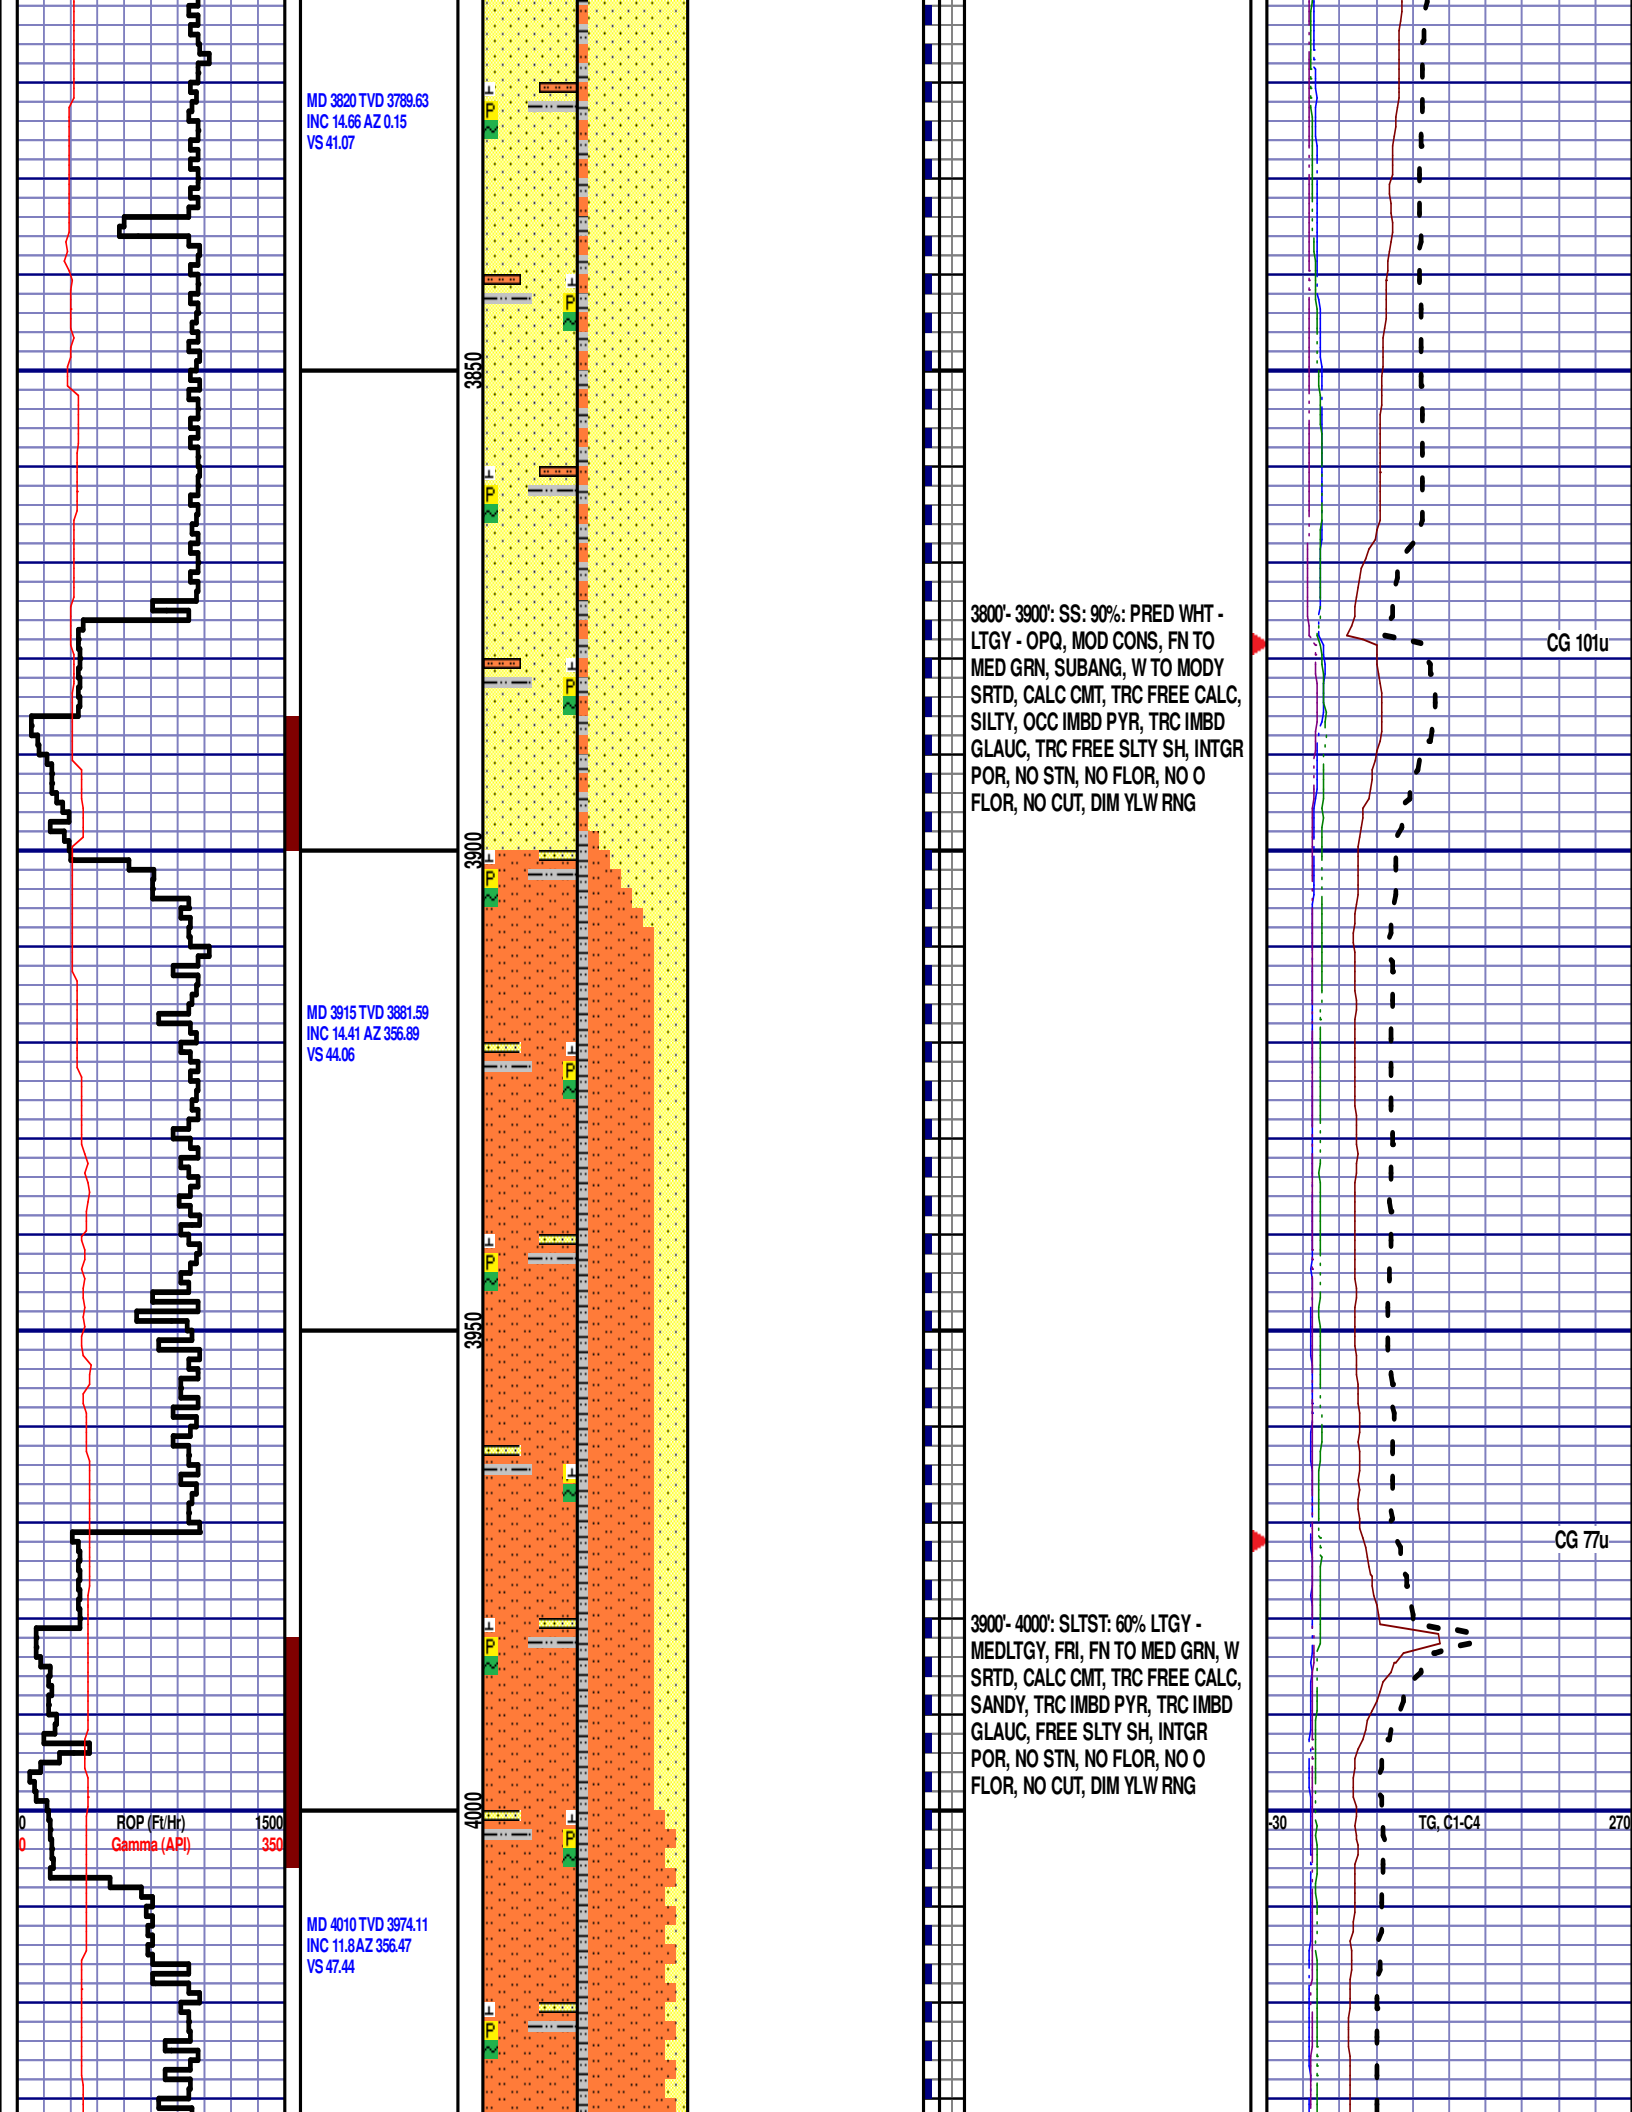 MD 3820 TVD 3789.63
INC 14.66 AZ 0.15
VS 41.07
3850
3800'- 3900': SS: 90%: PRED WHT -
LTGY - OPQ, MOD CONS, FN TO
MED GRN, SUBANG, W TO MODY
SRTD, CALC CMT, TRC FREE CALC,
SILTY, OCC IMBD PYR, TRC IMBD
GLAUC, TRC FREE SLTY SH, INTGR
POR, NO STN, NO FLOR, NO O
FLOR, NO CUT, DIM YLW RNG
CG 101u
3900
MD 3915 TVD 3881.59
INC 14.41 AZ 356.89
VS 44.06
3950
CG 77u
3900'- 4000': SLTST: 60% LTGY -
MEDLTGY, FRI, FN TO MED GRN, W
SRTD, CALC CMT, TRC FREE CALC,
SANDY, TRC IMBD PYR, TRC IMBD
GLAUC, FREE SLTY SH, INTGR
POR, NO STN, NO FLOR, NO O
FLOR, NO CUT, DIM YLW RNG
4000
0 ROP (Ft/Hr) 1500
0 Gamma (API) 350
-30 TG, C1-C4 270
MD 4010 TVD 3974.11
INC 11.8 AZ 356.47
VS 47.44
P
P
P
P
P
P
P
P
P
P